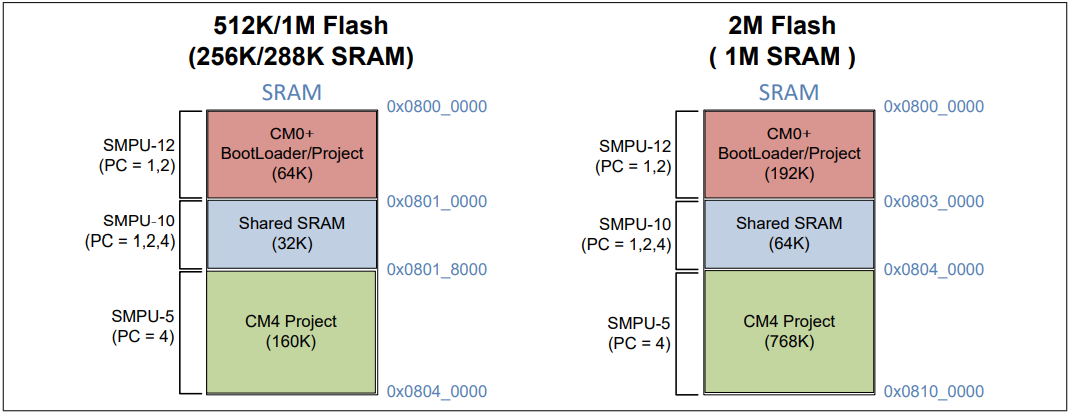 512K/1M Flash
(256K/288K SRAM)
SRAM
0x0800_0000
SMPU-12
(PC = 1,2)
CM0+
BootLoader/Project
(64K)
0x0801_0000
SMPU-10
(PC = 1,2,4)
Shared SRAM
(32K)
0x0801_8000
SMPU-5
(PC = 4)
CM4 Project
(160K)
0x0804_0000
2M Flash
( 1M SRAM )
SRAM
0x0800_0000
SMPU-12
(PC = 1,2)
CM0+
BootLoader/Project
(192K)
0x0803_0000
SMPU-10
(PC = 1,2,4)
Shared SRAM
(64K)
0x0804_0000
SMPU-5
(PC = 4)
CM4 Project
(768K)
0x0810_0000